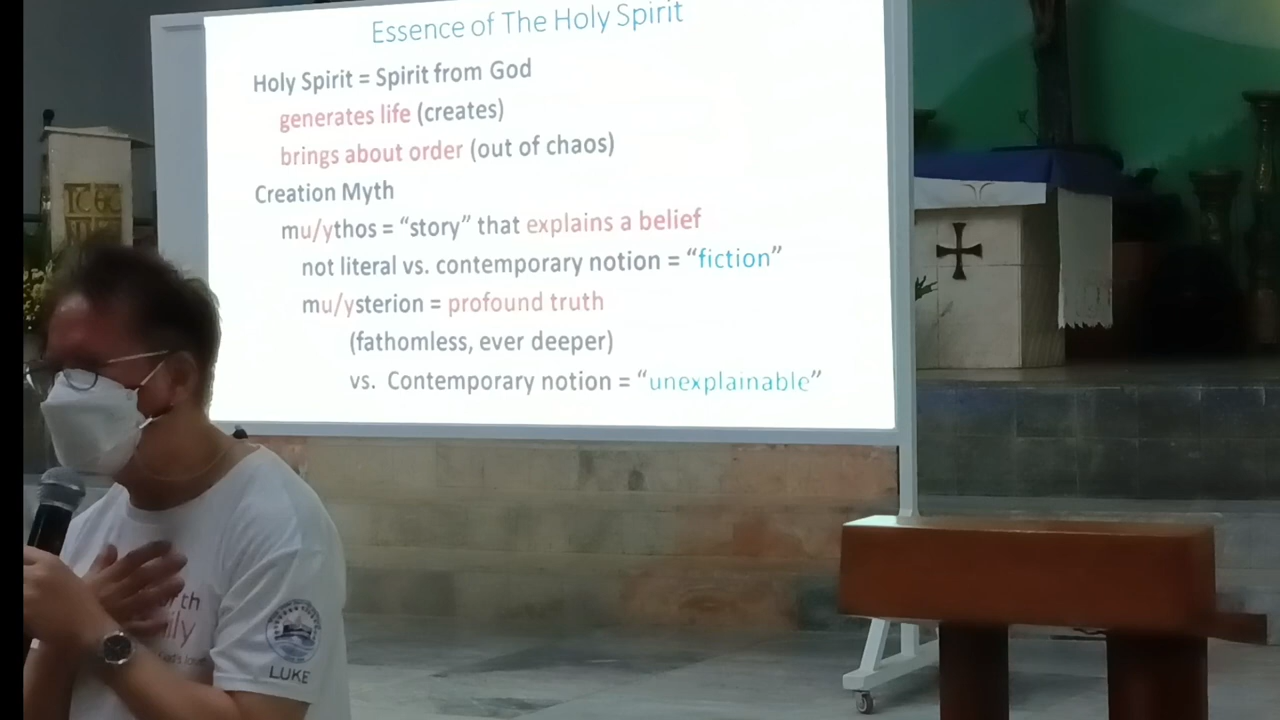 Essence of The Holy Spirit
Holy Spirit = Spirit from God
generates life (creates)
brings about order (out of chaos)
Creation Myth
mu/ythos = “story” that explains a belief
not literal vs. contemporary notion = “fiction”
mu/ysterion = profound truth
(fathomless, ever deeper)
vs. Contemporary notion = “unexplainable”
LUKE